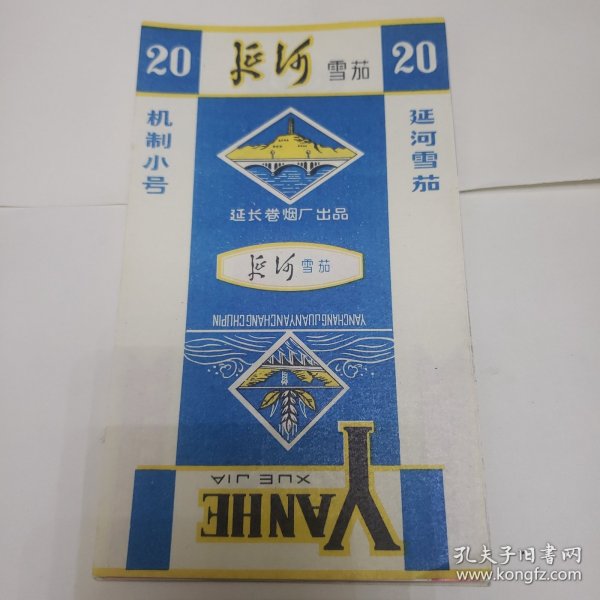 20
延河 雪茄
20
机制小号
延河雪茄
延长卷烟厂出品
延河 雪茄
YANCHANGJUANYANCHANGCHUPIN
XUE JIA
YANHE
孔夫子旧書网
www.kongfz.com